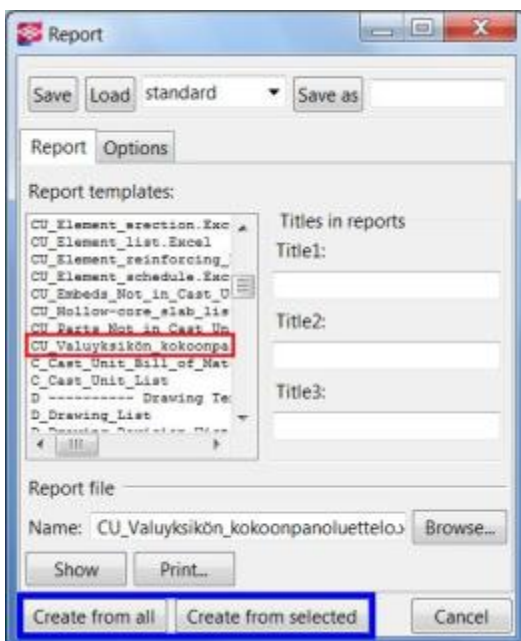 Report
Save Load standard Save as
Report Options
Report templates:
CU_Element_erection.Exc
CU_Element_list.Excel
CU_Element_reinforcing_
CU_Element_schedule.Exc
CU_Embeds_Not_in_Cast_U
CU_Hollow-core_slab_lis
CU_Parts_Not_in_Cast_Un
CU_Valuyksikön_kokoonpa
C_Cast_Unit_Bill_of_Mat
C_Cast_Unit_List
D ---------- Drawing Te
D_Drawing_List
Titles in reports
Title1:
Title2:
Title3:
Report file
Name: CU_Valuyksikön_kokoonpanoluettelo.x Browse...
Show Print...
Create from all Create from selected Cancel